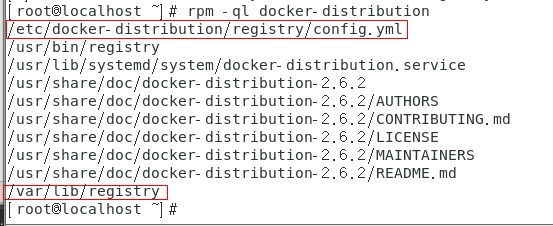 [root@localhost ~]# rpm -ql docker-distribution
/etc/docker-distribution/registry/config.yml
/usr/bin/registry
/usr/lib/systemd/system/docker-distribution.service
/usr/share/doc/docker-distribution-2.6.2
/usr/share/doc/docker-distribution-2.6.2/AUTHORS
/usr/share/doc/docker-distribution-2.6.2/CONTRIBUTING.md
/usr/share/doc/docker-distribution-2.6.2/LICENSE
/usr/share/doc/docker-distribution-2.6.2/MAINTAINERS
/usr/share/doc/docker-distribution-2.6.2/README.md
/var/lib/registry
[root@localhost ~]#